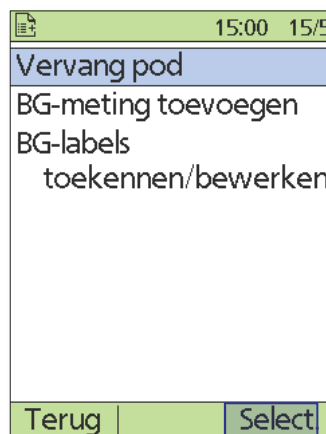 15:00 15/5
Vervang pod
BG-meting toevoegen
BG-labels
toekennen/bewerken
Terug
Select